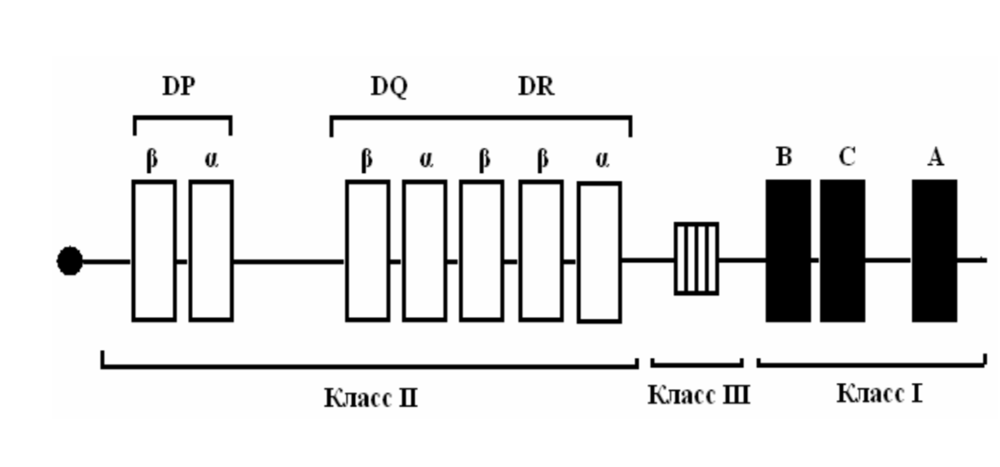 DP DQ DR
β α β α β β α B C A
Класс II Класс III Класс I